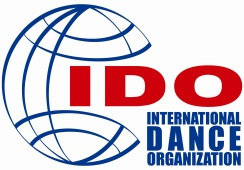 IDO
INTERNATIONAL
DANCE
ORGANIZATION